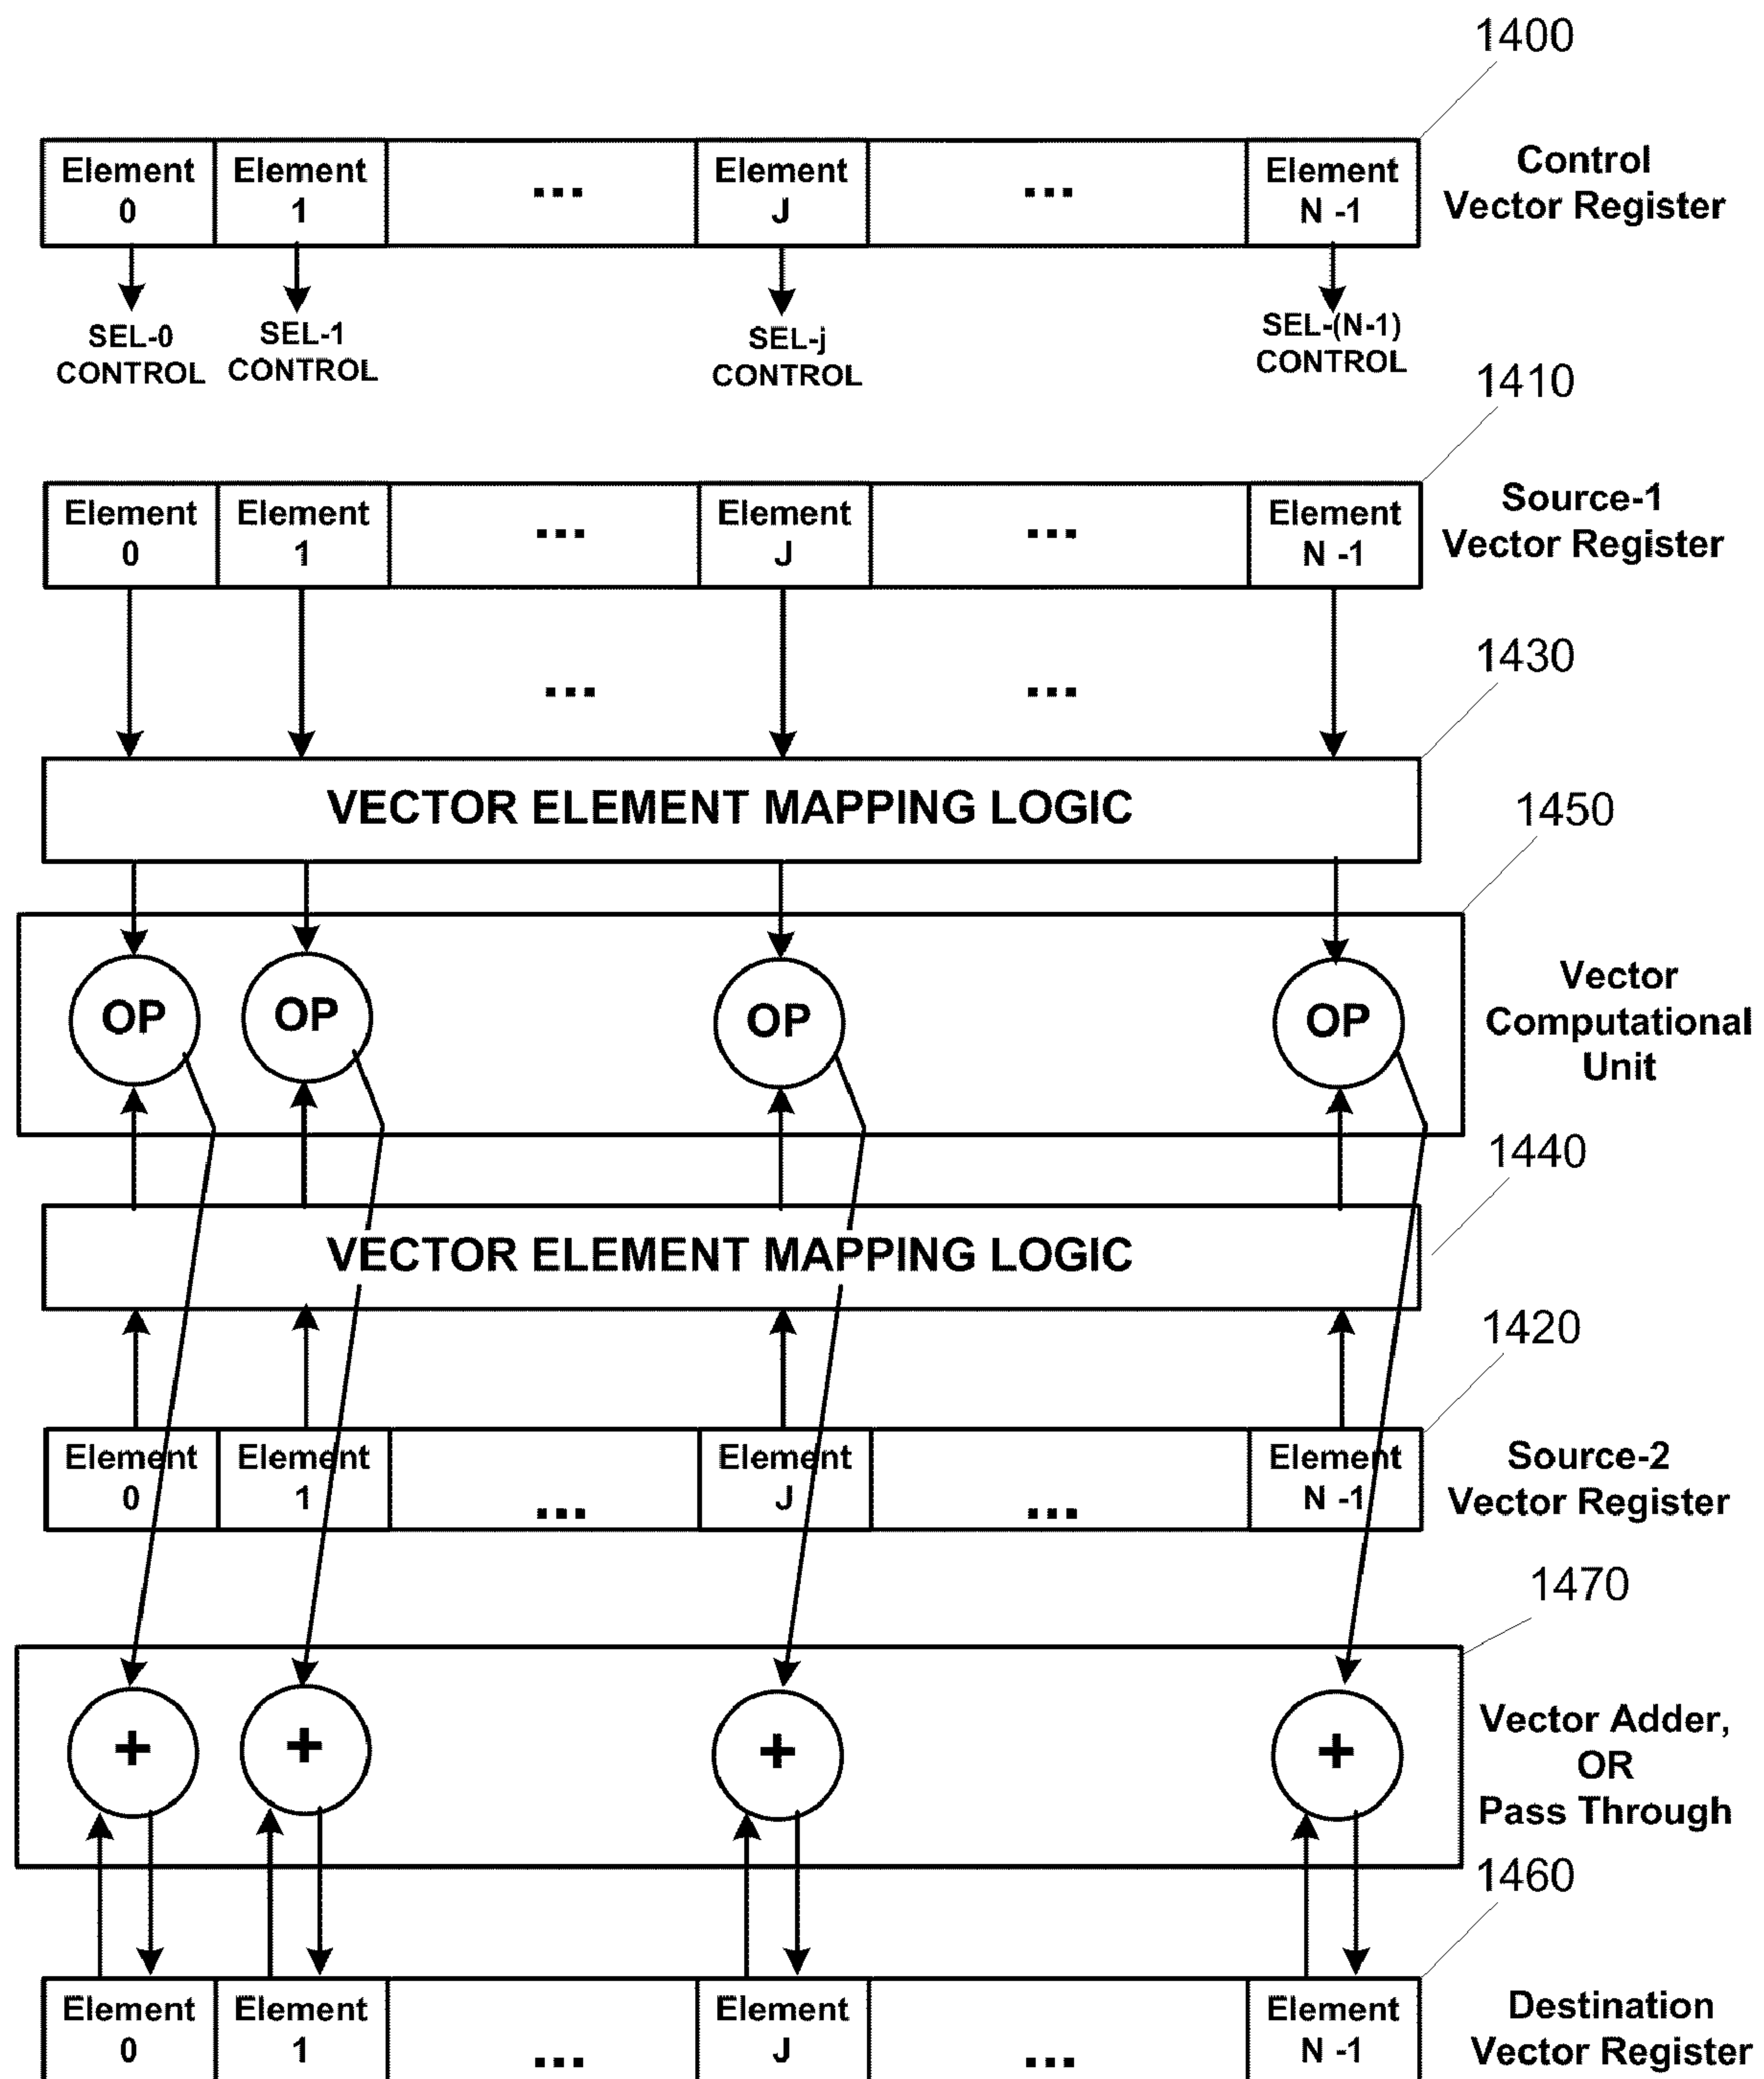 1400
Element 0
Element 1
...
Element J
...
Element N -1
Control
Vector Register
SEL-0
CONTROL
SEL-1
CONTROL
SEL-j
CONTROL
SEL-(N-1)
CONTROL
1410
Element 0
Element 1
...
Element J
...
Element N -1
Source-1
Vector Register
...
...
1430
VECTOR ELEMENT MAPPING LOGIC
1450
OP
OP
OP
OP
Vector
Computational
Unit
1440
VECTOR ELEMENT MAPPING LOGIC
1420
Element 0
Element 1
...
Element J
...
Element N -1
Source-2
Vector Register
1470
+
+
+
+
Vector Adder,
OR
Pass Through
1460
Element 0
Element 1
...
Element J
...
Element N -1
Destination
Vector Register